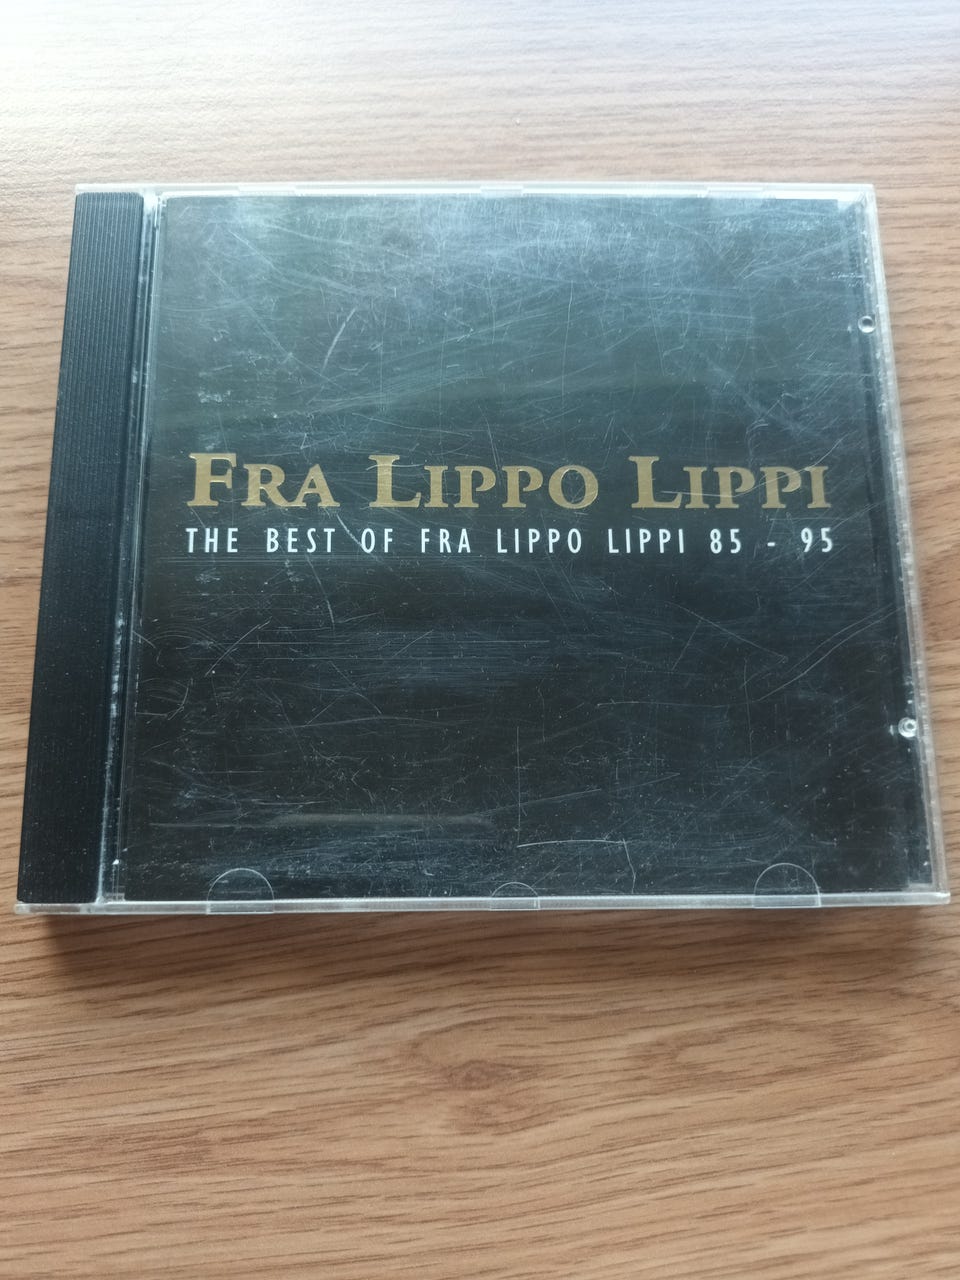 FRA LIPPO LIPPI
THE BEST OF FRA LIPPO LIPPI 85 - 95